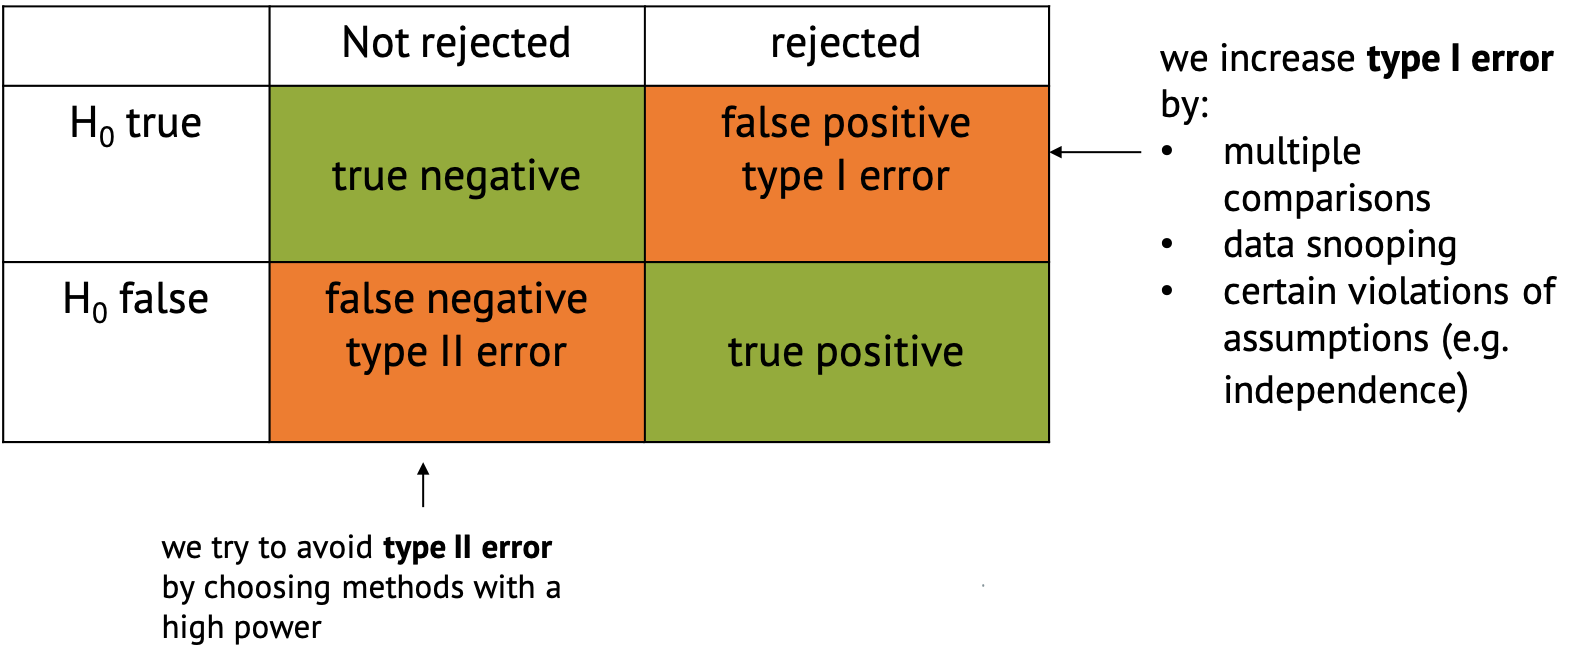 Not rejected
rejected
H₀ true
true negative
false positive
type I error
H₀ false
false negative
type II error
true positive
we increase type I error
by:
• multiple
comparisons
• data snooping
• certain violations of
assumptions (e.g.
independence)
we try to avoid type II error
by choosing methods with a
high power